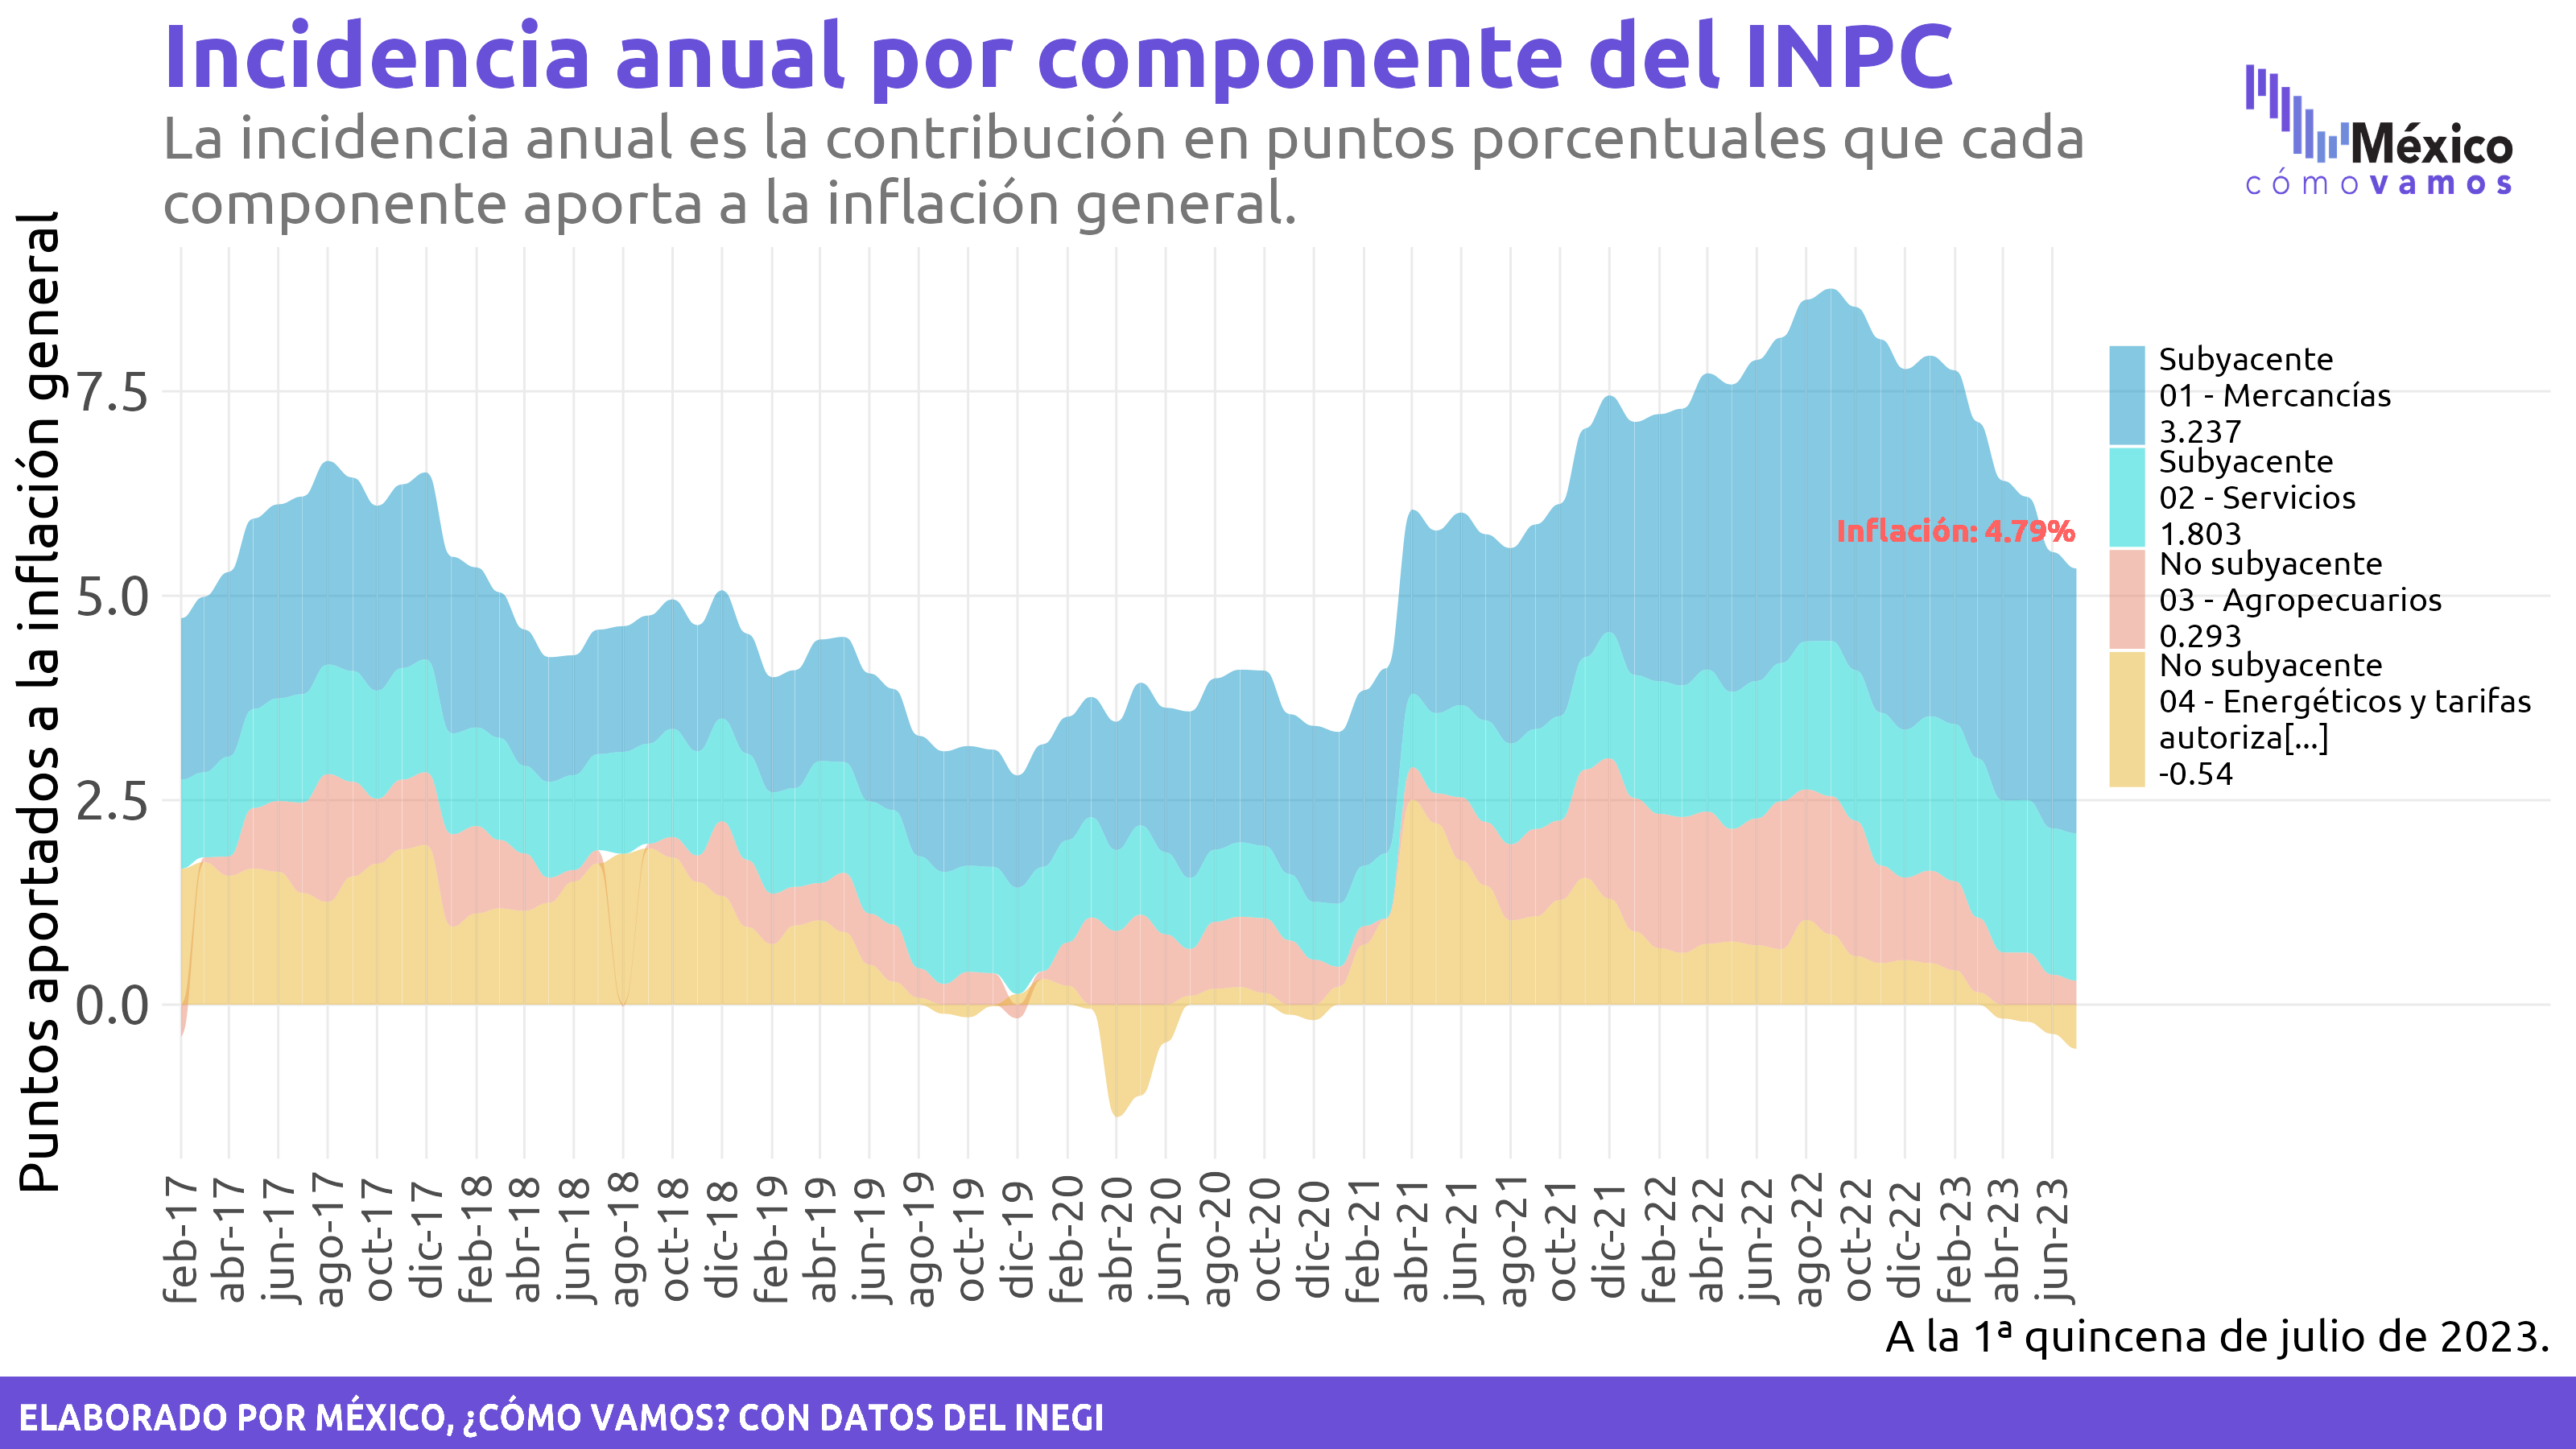 Incidencia anual por componente del INPC
La incidencia anual es la contribución en puntos porcentuales que cada
componente aporta a la inflación general.
México
cómovamos
Puntos aportados a la inflación general
7.5
5.0
2.5
0.0
Inflación: 4.79%
Subyacente
01 - Mercancías
3.237
Subyacente
02 - Servicios
1.803
No subyacente
03 - Agropecuarios
0.293
No subyacente
04 - Energéticos y tarifas
autoriza[...]
-0.54
feb-17
abr-17
jun-17
ago-17
oct-17
dic-17
feb-18
abr-18
jun-18
ago-18
oct-18
dic-18
feb-19
abr-19
jun-19
ago-19
oct-19
dic-19
feb-20
abr-20
jun-20
ago-20
oct-20
dic-20
feb-21
abr-21
jun-21
ago-21
oct-21
dic-21
feb-22
abr-22
jun-22
ago-22
oct-22
dic-22
feb-23
abr-23
jun-23
A la 1ª quincena de julio de 2023.
ELABORADO POR MÉXICO, ¿CÓMO VAMOS? CON DATOS DEL INEGI